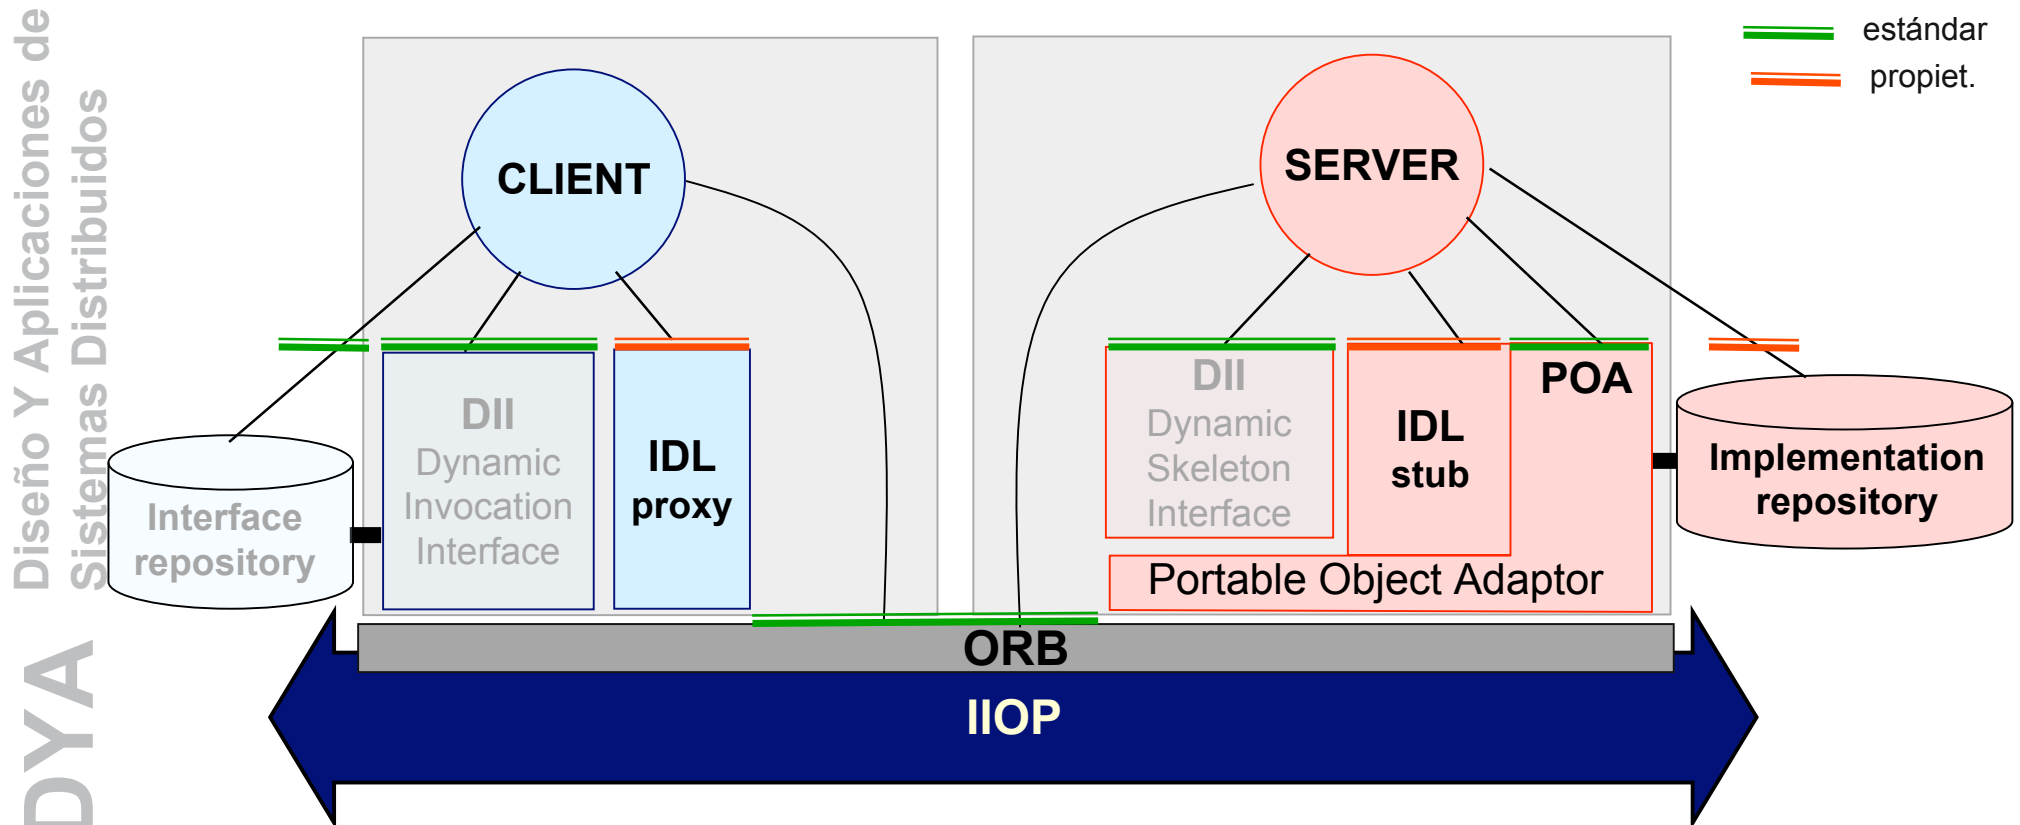 Diseño Y Aplicaciones de
Sistemas Distribuidos
DYA
estándar
propiet.
CLIENT
SERVER
DII
Dynamic
Invocation
Interface
IDL
proxy
Interface
repository
DII
Dynamic
Skeleton
Interface
IDL
stub
POA
Portable Object Adaptor
Implementation
repository
ORB
IIOP